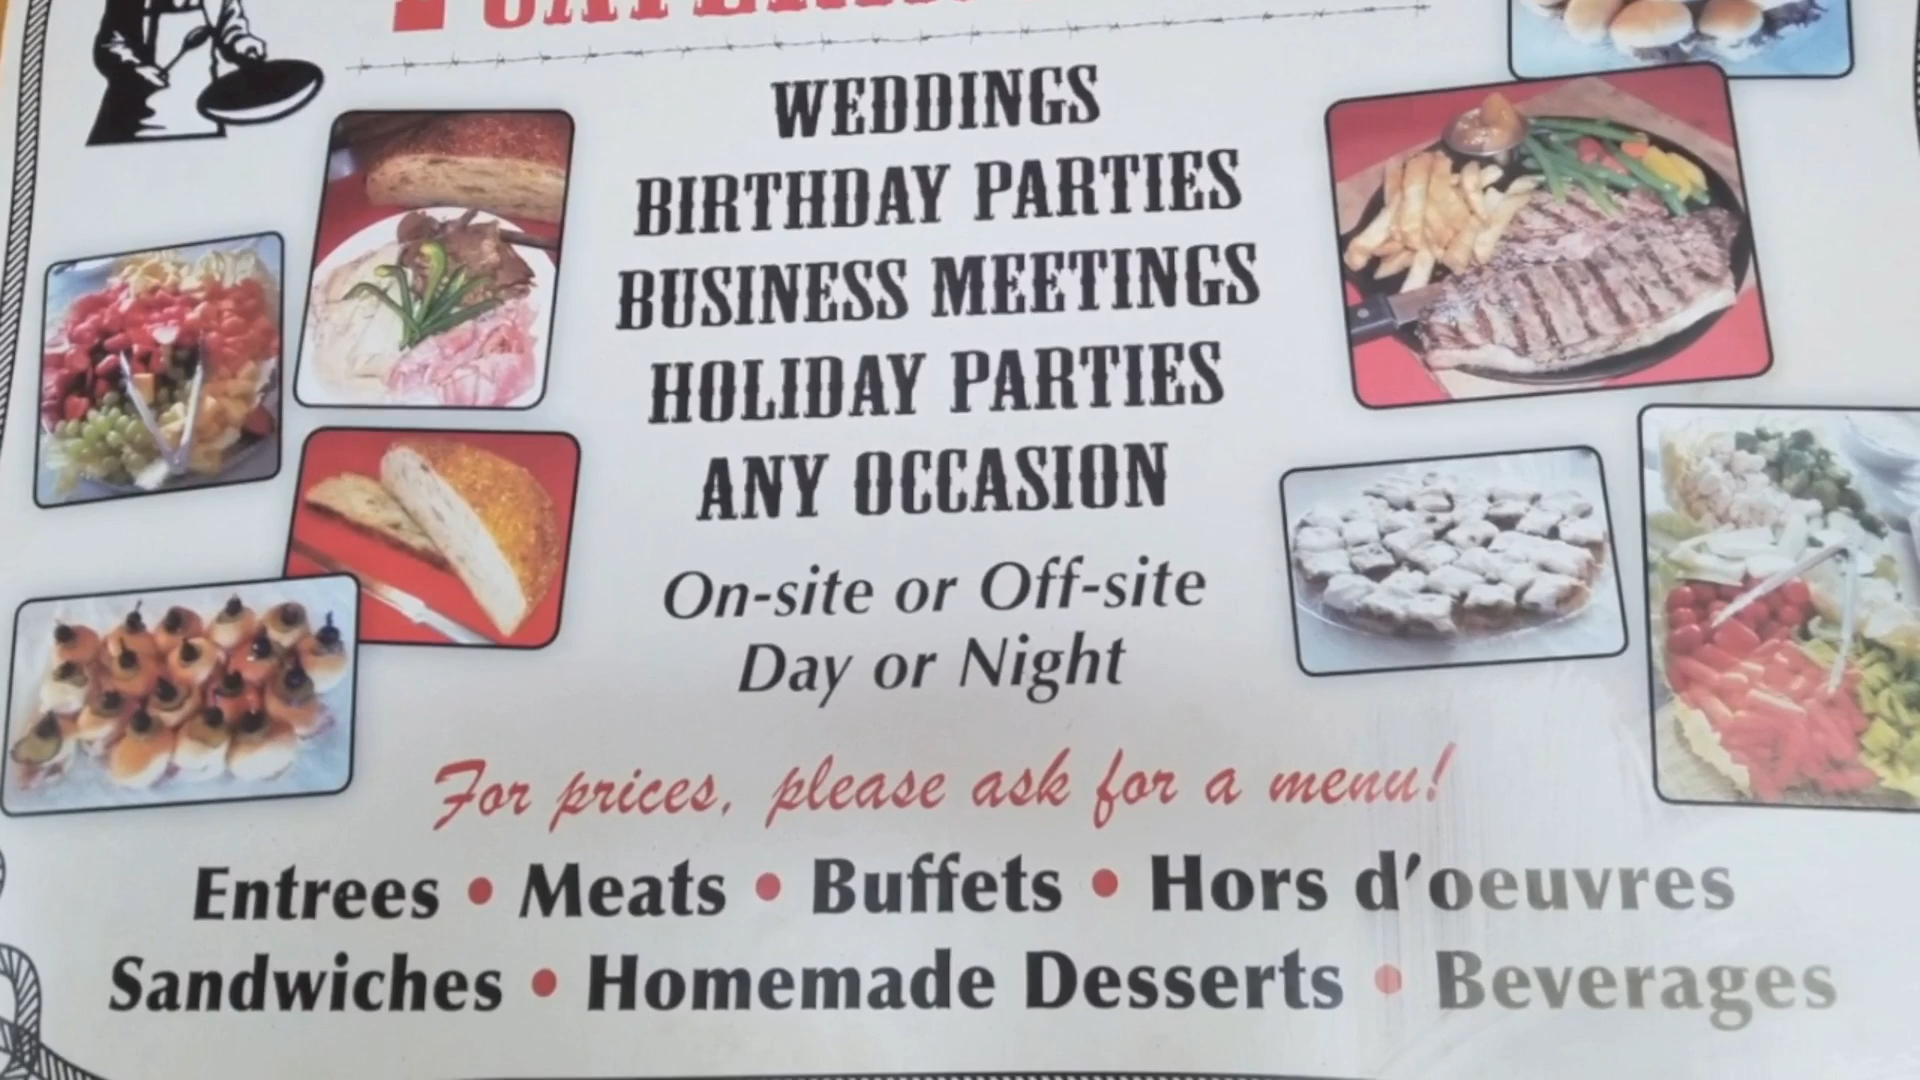 WEDDINGS
BIRTHDAY PARTIES
BUSINESS MEETINGS
HOLIDAY PARTIES
ANY OCCASION
On-site or Off-site
Day or Night
For prices, please ask for a menu!
Entrees • Meats • Buffets • Hors d'oeuvres
Sandwiches • Homemade Desserts • Beverages